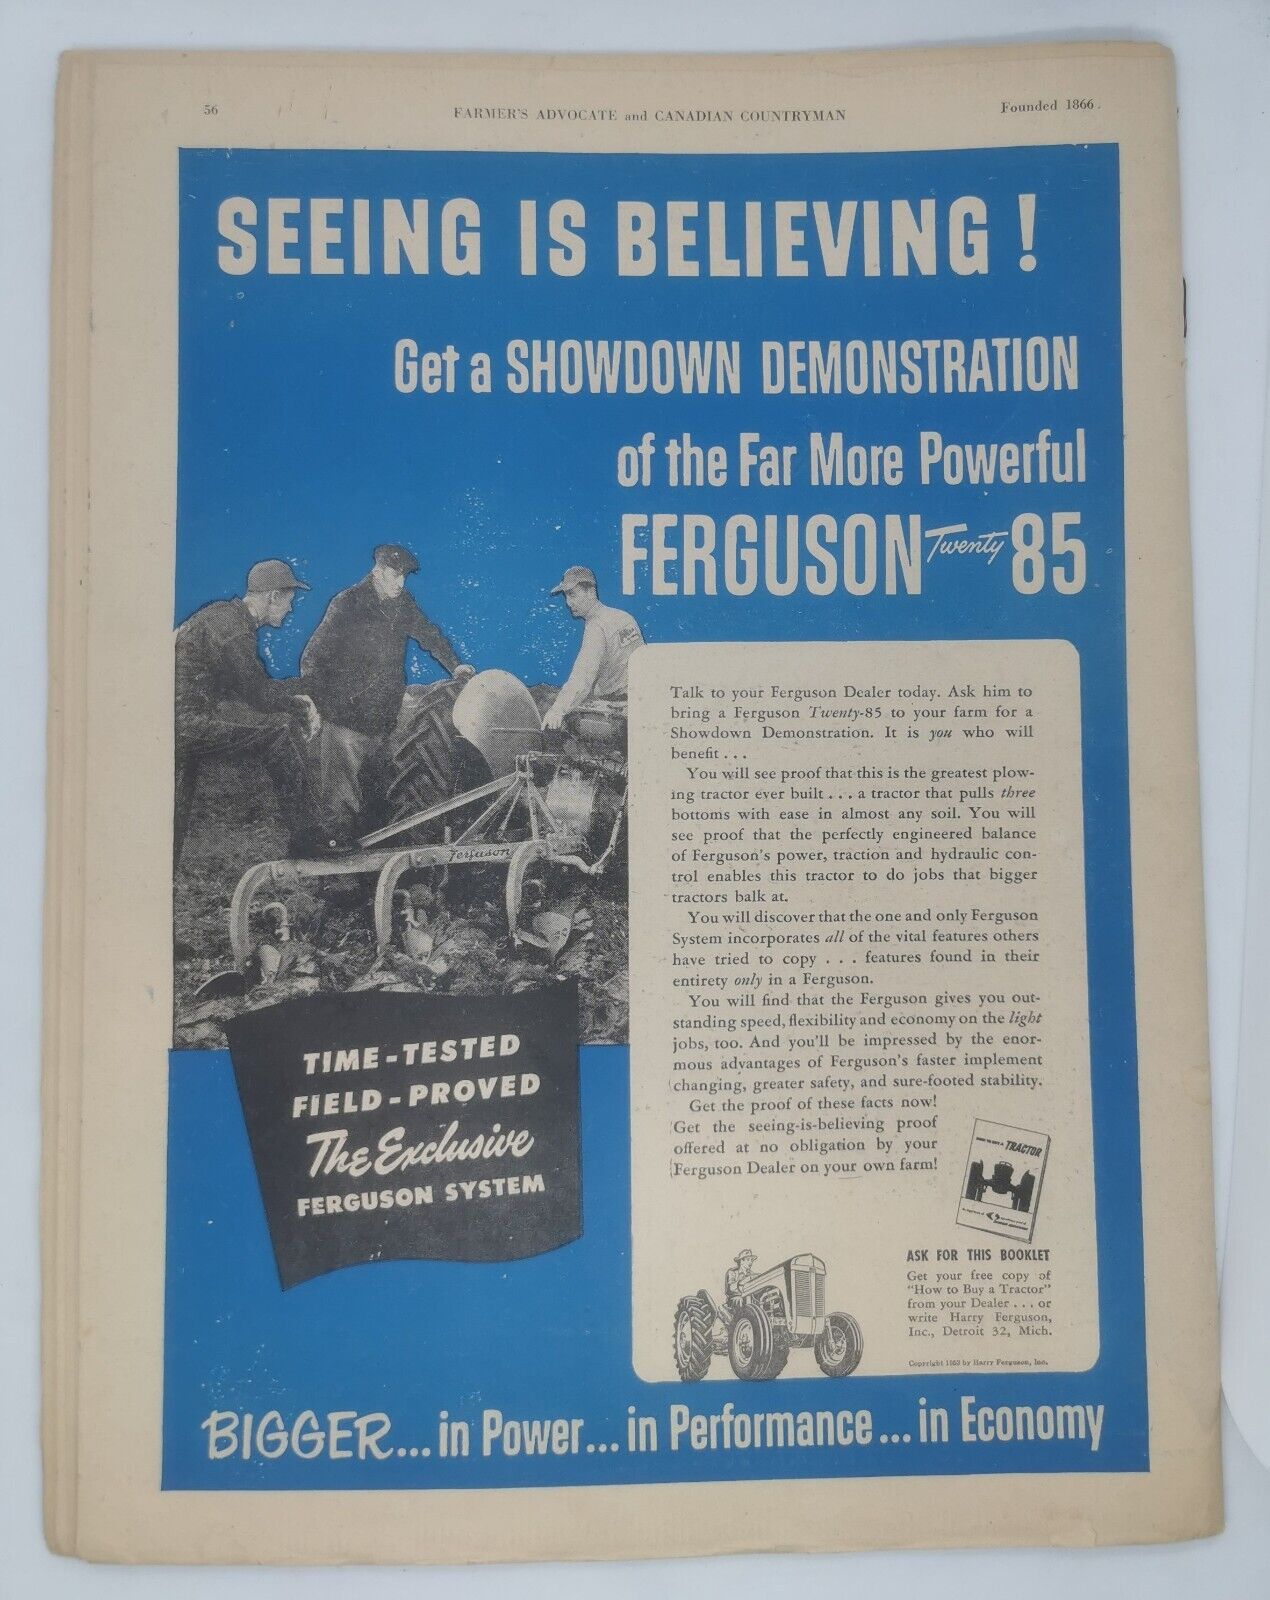 56
FARMER'S ADVOCATE and CANADIAN COUNTRYMAN
Founded 1866.
SEEING IS BELIEVING!
Get a SHOWDOWN DEMONSTRATION
of the Far More Powerful
FERGUSON Twenty 85
Ferguson
TIME-TESTED
FIELD-PROVED
The Exclusive
FERGUSON SYSTEM
Talk to your Ferguson Dealer today. Ask him to
bring a Ferguson Twenty-85 to your farm for a
Showdown Demonstration. It is you who will
benefit . . .
You will see proof that this is the greatest plow-
ing tractor ever built . . . a tractor that pulls three
bottoms with ease in almost any soil. You will
see proof that the perfectly engineered balance
of Ferguson's power, traction and hydraulic con-
trol enables this tractor to do jobs that bigger
tractors balk at.
You will discover that the one and only Ferguson
System incorporates all of the vital features others
have tried to copy . . . features found in their
entirety only in a Ferguson.
You will find that the Ferguson gives you out-
standing speed, flexibility and economy on the light
jobs, too. And you'll be impressed by the enor-
mous advantages of Ferguson's faster implement
changing, greater safety, and sure-footed stability.
Get the proof of these facts now!
Get the seeing-is-believing proof
offered at no obligation by your
Ferguson Dealer on your own farm!
HOW TO BUY A TRACTOR
ASK FOR THIS BOOKLET
Get your free copy of
"How to Buy a Tractor"
from your Dealer . . . or
write Harry Ferguson,
Inc., Detroit 32, Mich.
Copyright 1953 by Harry Ferguson, Inc.
BIGGER... in Power... in Performance... in Economy